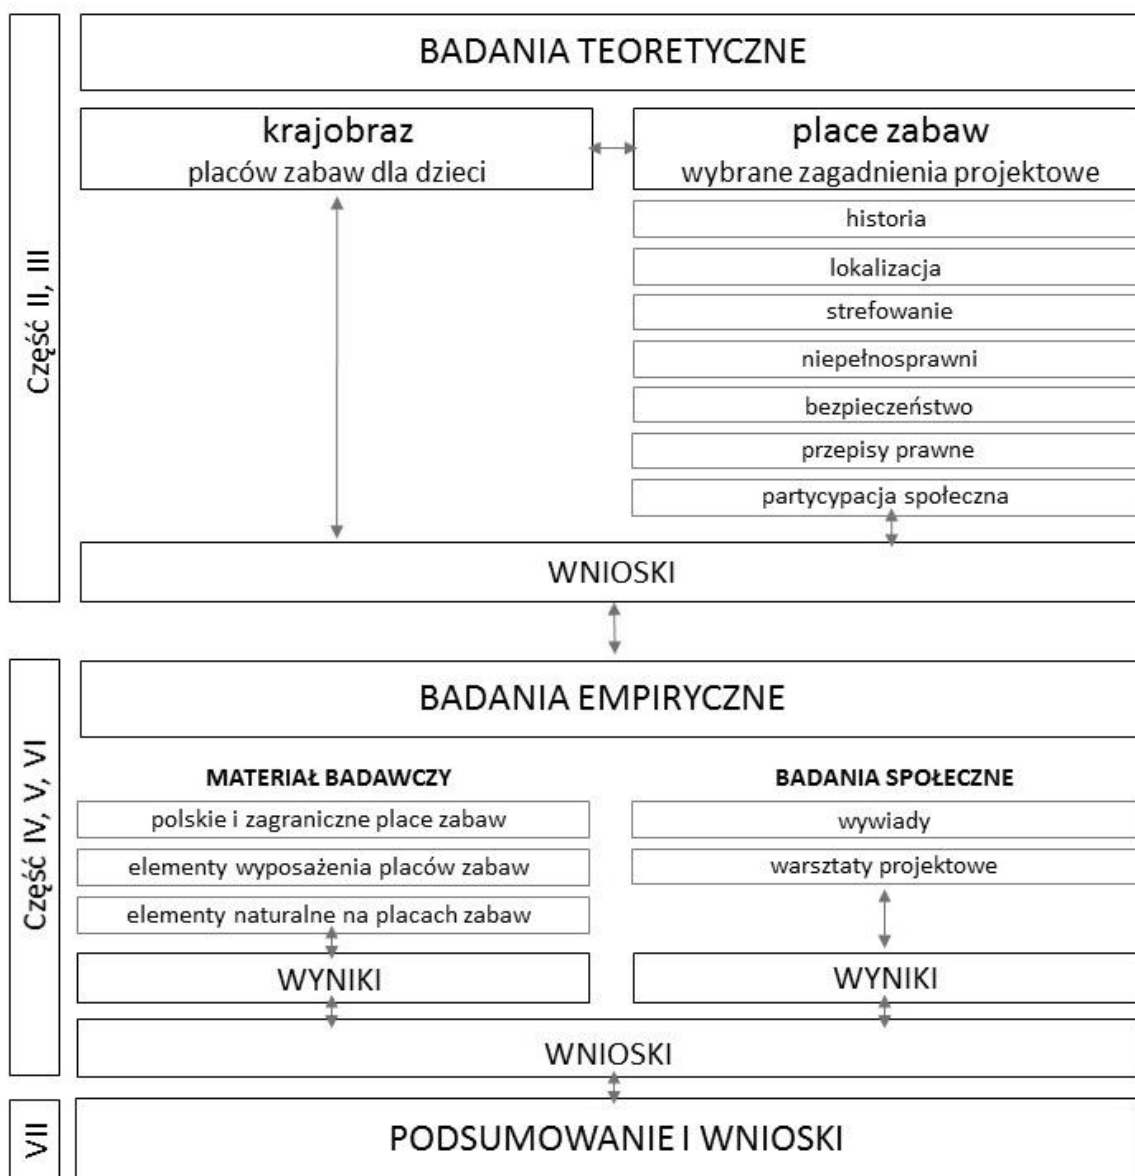 BADANIA TEORETYCZNE
Część II, III
krajobraz
placów zabaw dla dzieci
place zabaw
wybrane zagadnienia projektowe
historia
lokalizacja
strefowanie
niepełnosprawni
bezpieczeństwo
przepisy prawne
partycypacja społeczna
WNIOSKI
Część IV, V, VI
BADANIA EMPIRYCZNE
MATERIAŁ BADAWCZY
polskie i zagraniczne place zabaw
elementy wyposażenia placów zabaw
elementy naturalne na placach zabaw
WYNIKI
BADANIA SPOŁECZNE
wywiady
warsztaty projektowe
WYNIKI
WNIOSKI
VII
PODSUMOWANIE I WNIOSKI